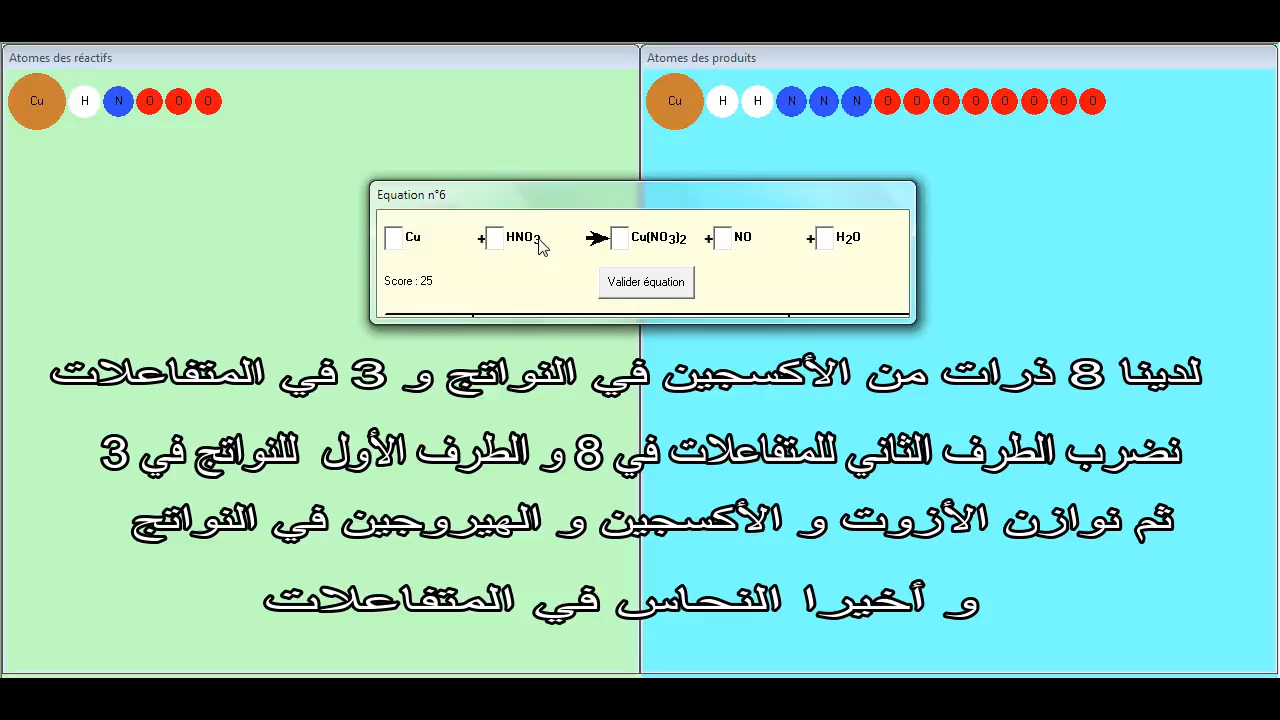 Atomes des réactifs
Atomes des produits
Cu H N O O O
Cu H H N N N O O O O O O O O
Equation n°6
Cu + HNO3 → Cu(NO3)2 + NO + H2O
Score : 25
Valider équation
لدينا 8 ذرات من الأكسجين في النواتج و 3 في المتفاعلات
نضرب الطرف الثاني للمتفاعلات في 8 و الطرف الأول للنواتج في 3
ثم نوازن الأزوت و الأكسجين و الهيروجين في النواتج
و أخيرا النحاس في المتفاعلات